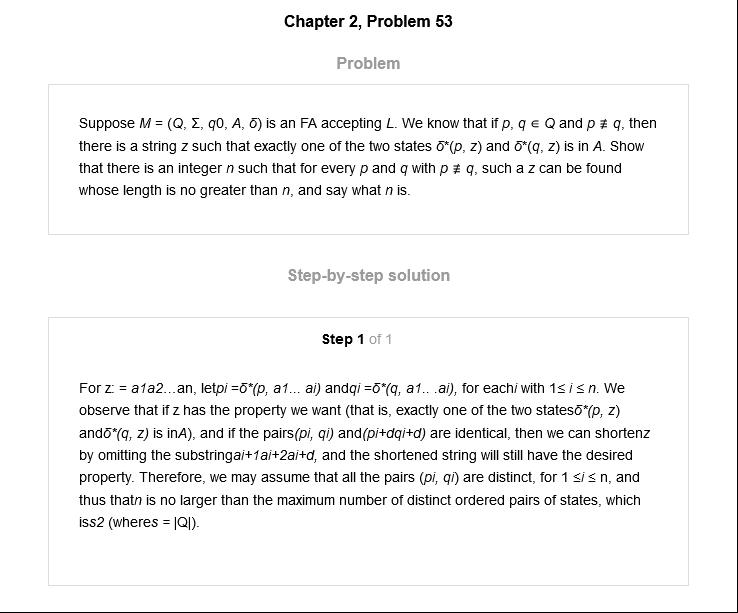 Chapter 2, Problem 53
Problem
Suppose M = (Q, Σ, q0, A, δ) is an FA accepting L. We know that if p, q ∊ Q and p ≢ q, then
there is a string z such that exactly one of the two states δ*(p, z) and δ*(q, z) is in A. Show
that there is an integer n such that for every p and q with p ≢ q, such a z can be found
whose length is no greater than n, and say what n is.
Step-by-step solution
Step 1 of 1
For z: = a1a2...an, letpi =δ*(p, a1... ai) andqi =δ*(q, a1.. .ai), for eachi with 1≤ i ≤ n. We
observe that if z has the property we want (that is, exactly one of the two statesδ*(p, z)
andδ*(q, z) is inA), and if the pairs(pi, qi) and(pi+dqi+d) are identical, then we can shortenz
by omitting the substringai+1ai+2ai+d, and the shortened string will still have the desired
property. Therefore, we may assume that all the pairs (pi, qi) are distinct, for 1 ≤i ≤ n, and
thus thatn is no larger than the maximum number of distinct ordered pairs of states, which
iss2 (wheres = |Q|).